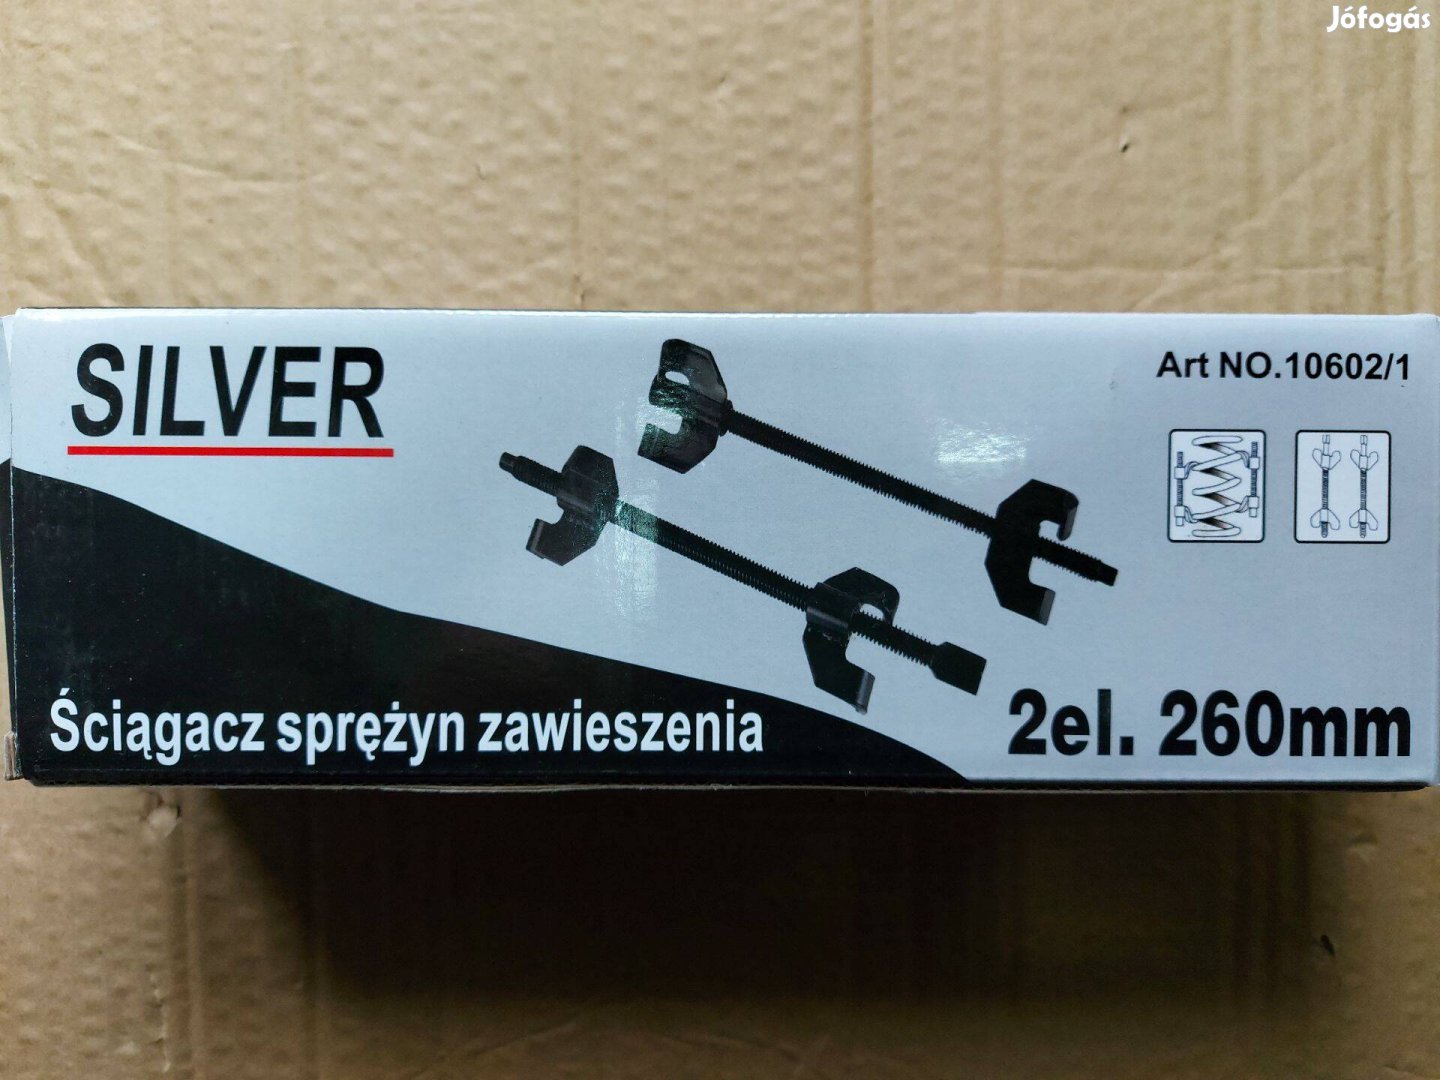 Jófogás
SILVER
Art NO.10602/1
Ściągacz sprężyn zawieszenia
2el. 260mm